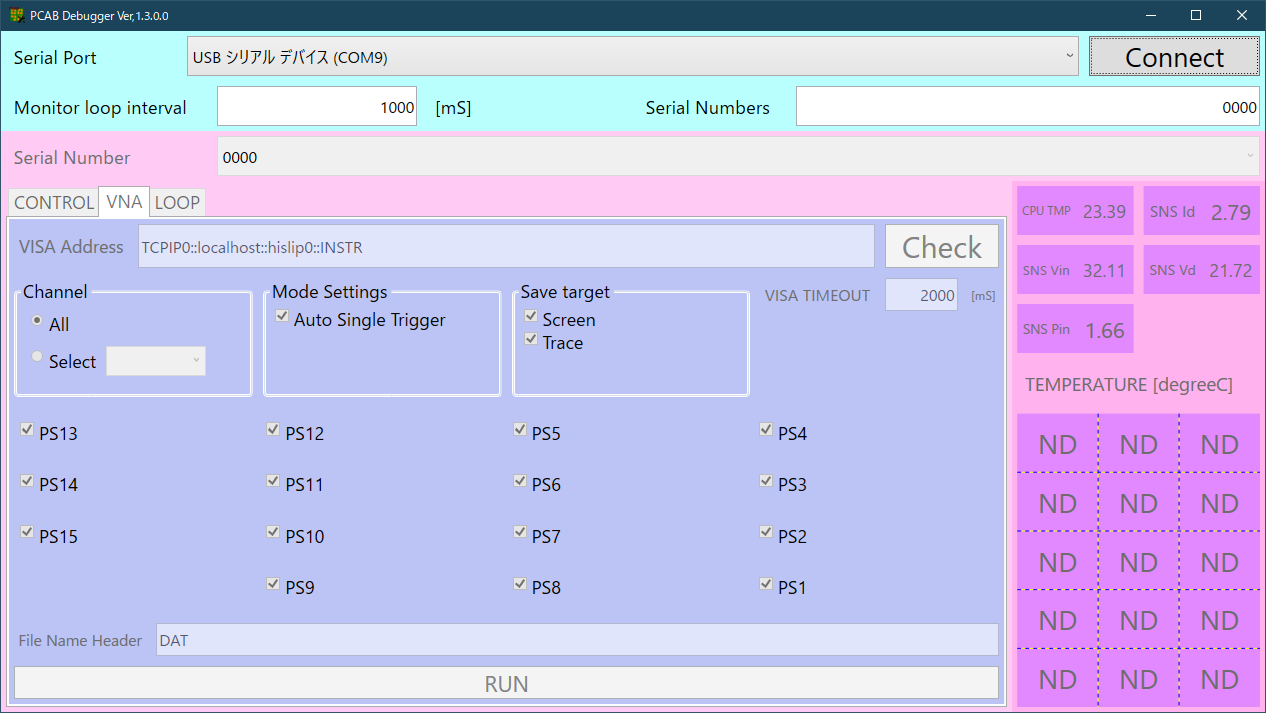 PCAB Debugger Ver,1.3.0.0
Serial Port USB シリアル デバイス (COM9) Connect
Monitor loop interval 1000 [mS] Serial Numbers 0000
Serial Number 0000
CONTROL VNA LOOP
VISA Address TCPIP0::localhost::hislip0::INSTR Check
Channel Mode Settings Save target VISA TIMEOUT 2000 [mS]
All Auto Single Trigger Screen
Select Trace
PS13 PS12 PS5 PS4
PS14 PS11 PS6 PS3
PS15 PS10 PS7 PS2
PS9 PS8 PS1
File Name Header DAT
RUN
CPU TMP 23.39 SNS Id 2.79
SNS Vin 32.11 SNS Vd 21.72
SNS Pin 1.66
TEMPERATURE [degreeC]
ND ND ND
ND ND ND
ND ND ND
ND ND ND
ND ND ND